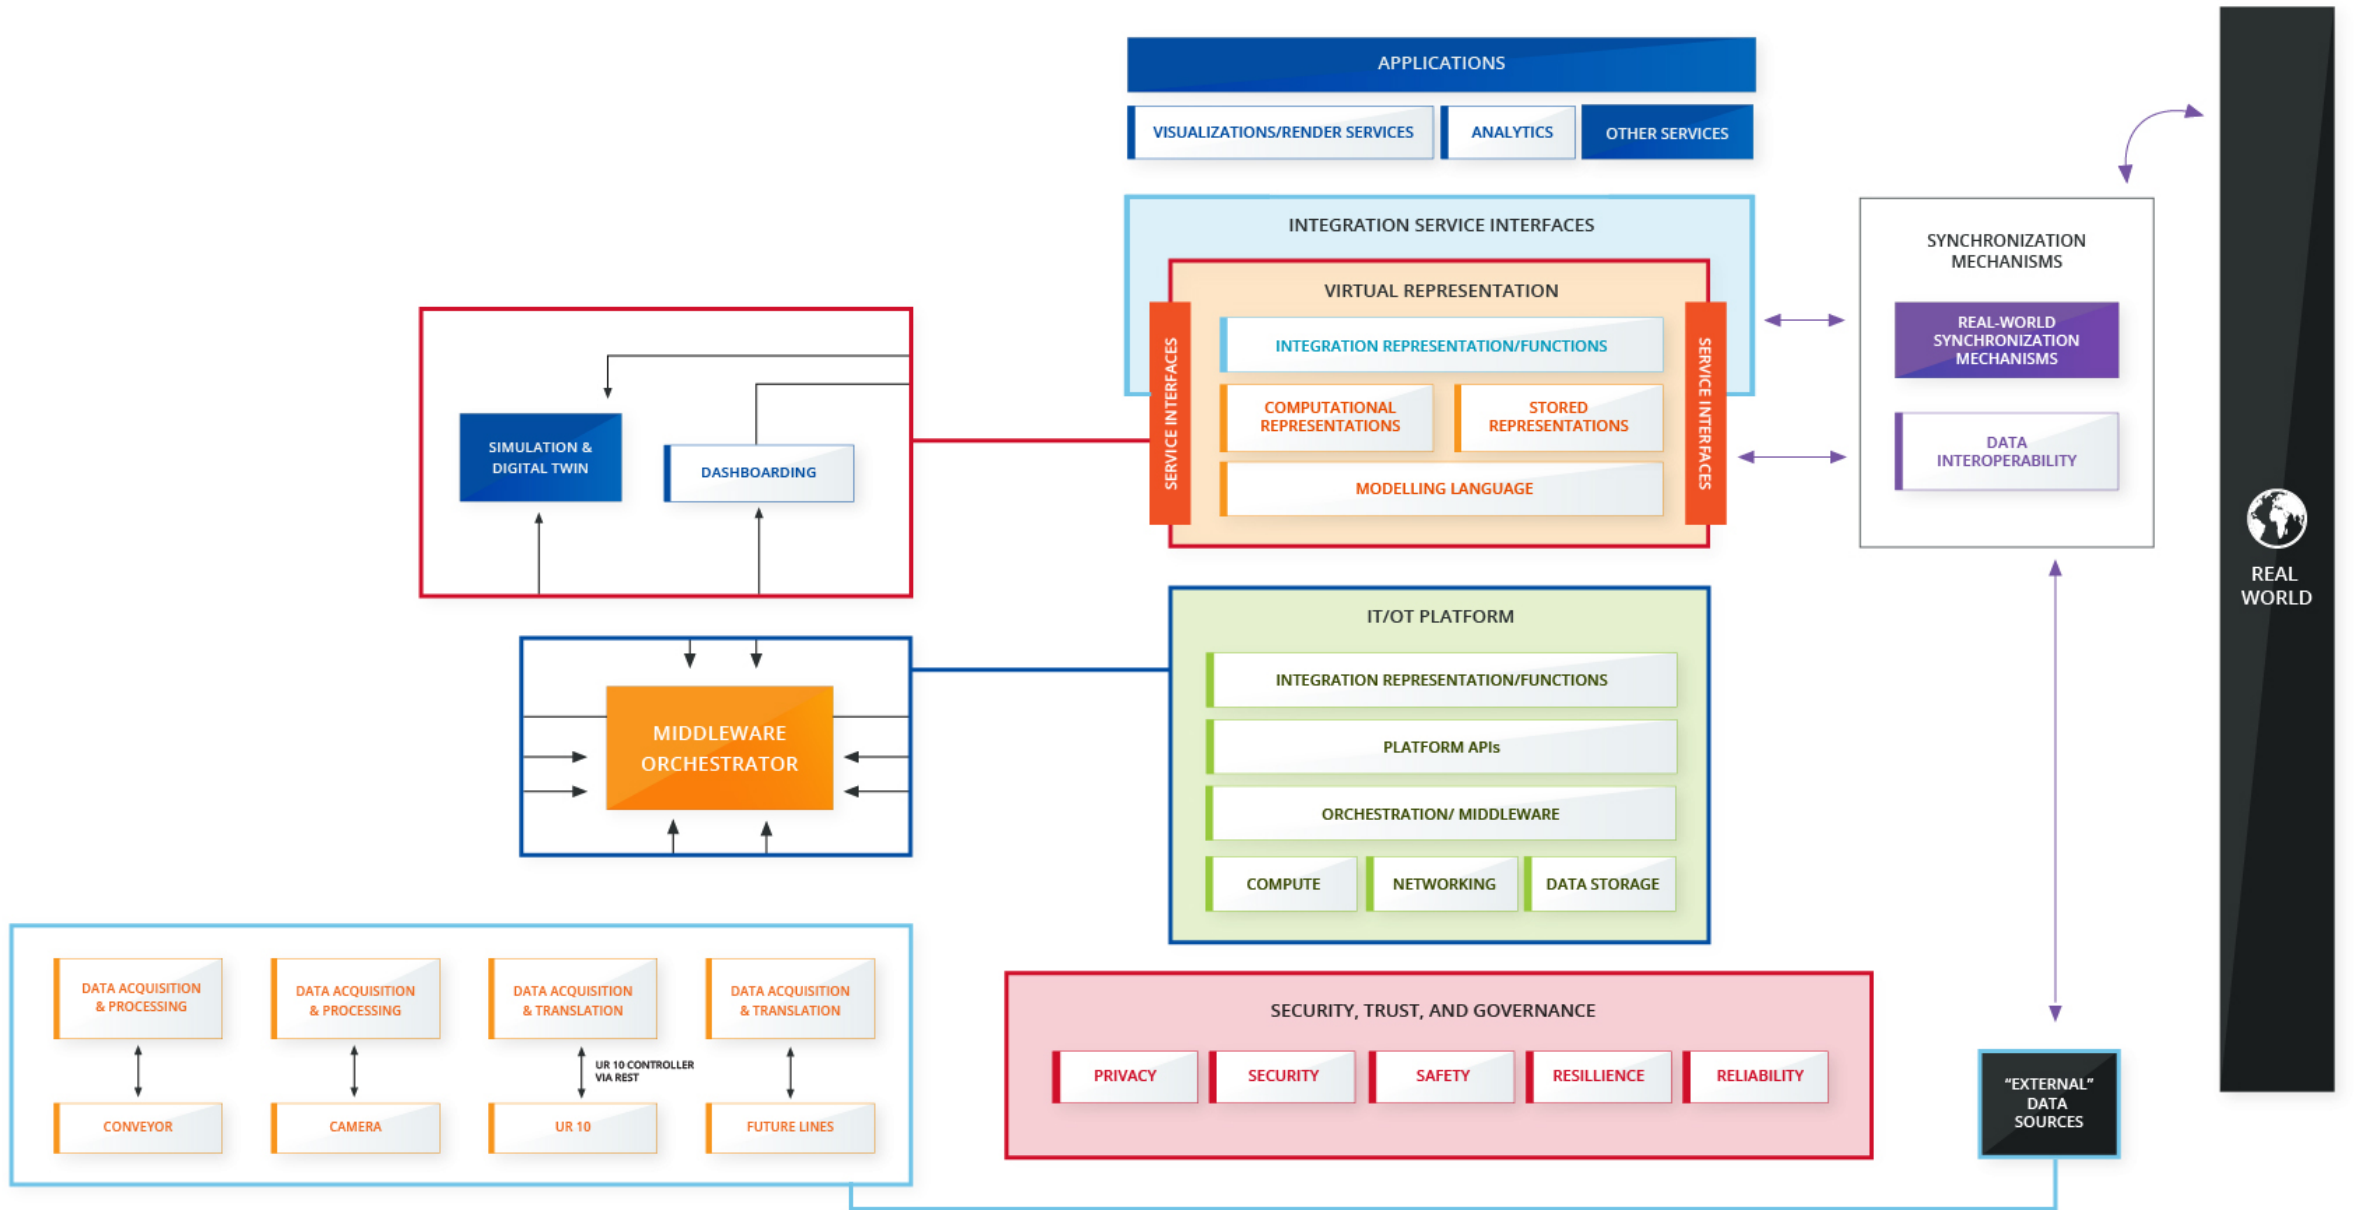 APPLICATIONS
VISUALIZATIONS/RENDER SERVICES
ANALYTICS
OTHER SERVICES
INTEGRATION SERVICE INTERFACES
VIRTUAL REPRESENTATION
SERVICE INTERFACES
INTEGRATION REPRESENTATION/FUNCTIONS
COMPUTATIONAL
REPRESENTATIONS
STORED
REPRESENTATIONS
MODELLING LANGUAGE
SERVICE INTERFACES
SYNCHRONIZATION
MECHANISMS
REAL-WORLD
SYNCHRONIZATION
MECHANISMS
DATA
INTEROPERABILITY
REAL
WORLD
SIMULATION &
DIGITAL TWIN
DASHBOARDING
IT/OT PLATFORM
INTEGRATION REPRESENTATION/FUNCTIONS
PLATFORM APIs
ORCHESTRATION/ MIDDLEWARE
COMPUTE
NETWORKING
DATA STORAGE
MIDDLEWARE
ORCHESTRATOR
DATA ACQUISITION
& PROCESSING
DATA ACQUISITION
& PROCESSING
DATA ACQUISITION
& TRANSLATION
DATA ACQUISITION
& TRANSLATION
UR 10 CONTROLLER
VIA REST
CONVEYOR
CAMERA
UR 10
FUTURE LINES
SECURITY, TRUST, AND GOVERNANCE
PRIVACY
SECURITY
SAFETY
RESILLIENCE
RELIABILITY
“EXTERNAL”
DATA
SOURCES